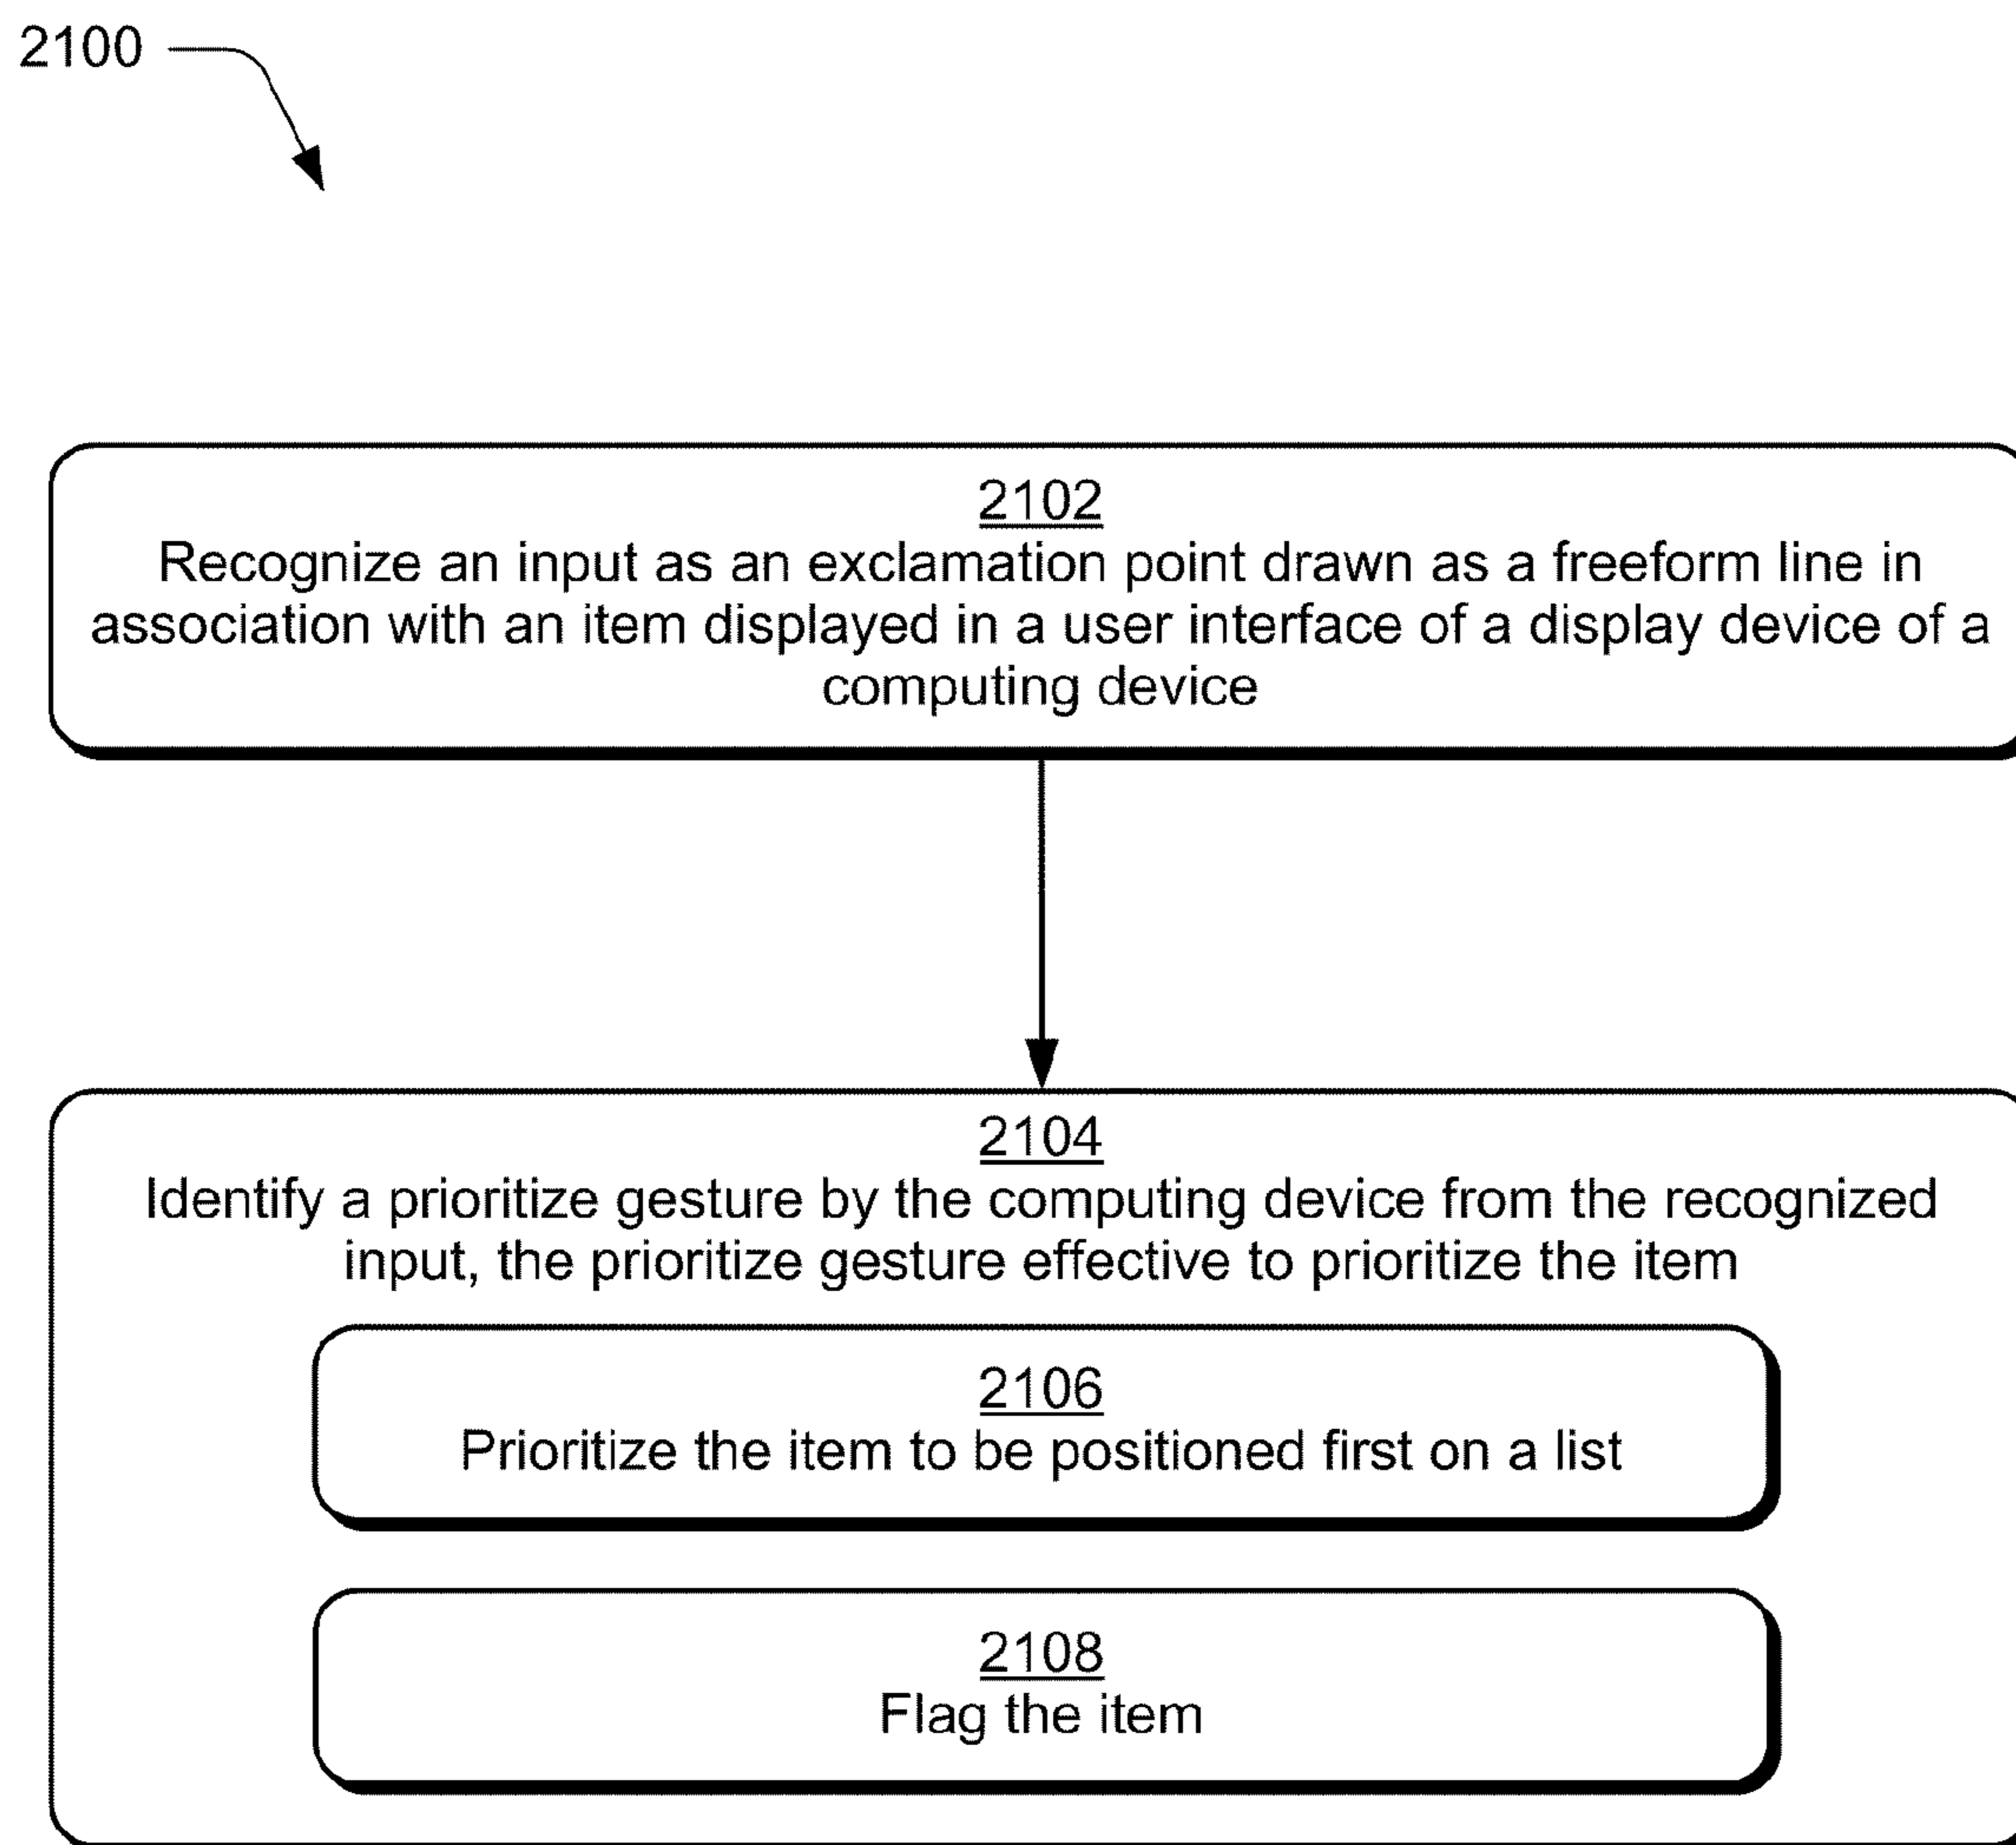 2100
2102
Recognize an input as an exclamation point drawn as a freeform line in
association with an item displayed in a user interface of a display device of a
computing device
2104
Identify a prioritize gesture by the computing device from the recognized
input, the prioritize gesture effective to prioritize the item
2106
Prioritize the item to be positioned first on a list
2108
Flag the item